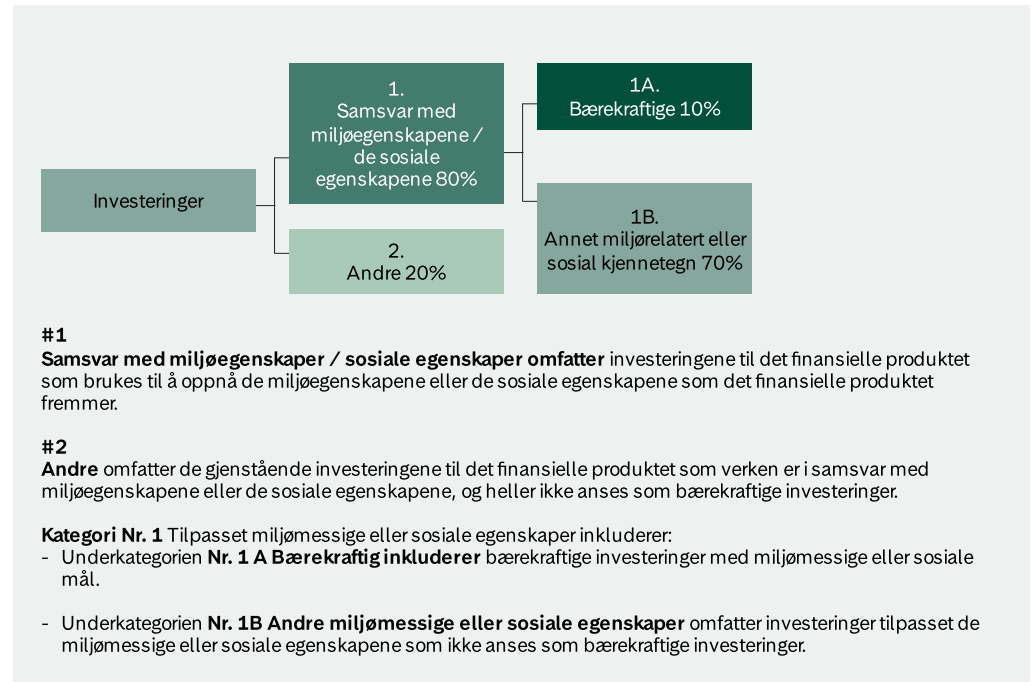 Investeringer
1.
Samsvar med
miljøegenskapene /
de sosiale
egenskapene 80%
2.
Andre 20%
1A.
Bærekraftige 10%
1B.
Annet miljørelatert eller
sosial kjennetegn 70%
#1
Samsvar med miljøegenskaper / sosiale egenskaper omfatter investeringene til det finansielle produktet
som brukes til å oppnå de miljøegenskapene eller de sosiale egenskapene som det finansielle produktet
fremmer.
#2
Andre omfatter de gjenstående investeringene til det finansielle produktet som verken er i samsvar med
miljøegenskapene eller de sosiale egenskapene, og heller ikke anses som bærekraftige investeringer.
Kategori Nr. 1 Tilpasset miljømessige eller sosiale egenskaper inkluderer:
- Underkategorien Nr. 1 A Bærekraftig inkluderer bærekraftige investeringer med miljømessige eller sosiale
mål.
- Underkategorien Nr. 1B Andre miljømessige eller sosiale egenskaper omfatter investeringer tilpasset de
miljømessige eller sosiale egenskapene som ikke anses som bærekraftige investeringer.